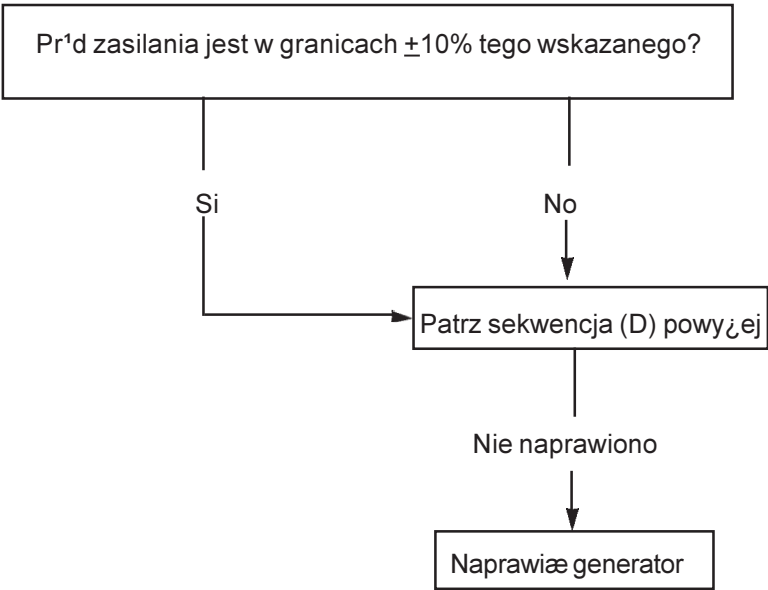 Pr¹d zasilania jest w granicach ±10% tego wskazanego?
Si
No
Patrz sekwencja (D) powy¿ej
Nie naprawiono
Naprawiæ generator